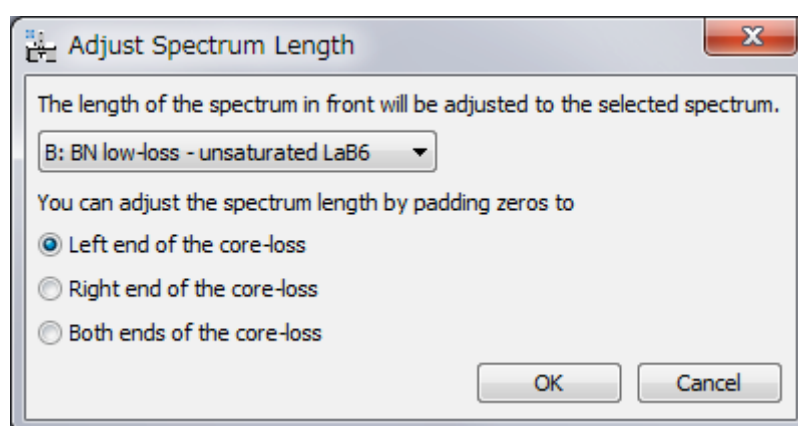 Adjust Spectrum Length
The length of the spectrum in front will be adjusted to the selected spectrum.
B: BN low-loss - unsaturated LaB6
You can adjust the spectrum length by padding zeros to
Left end of the core-loss
Right end of the core-loss
Both ends of the core-loss
OK Cancel